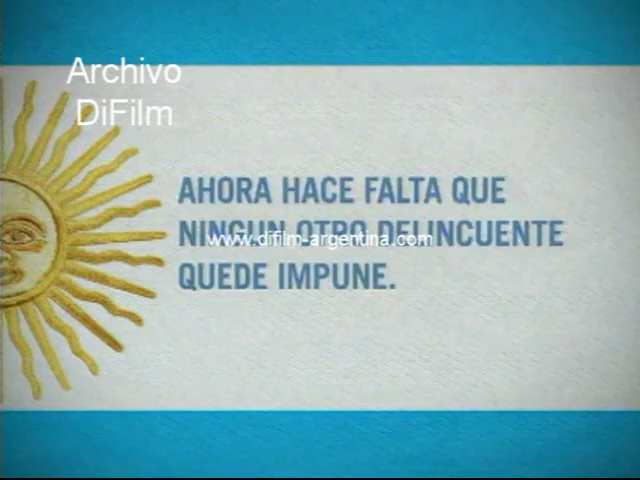 Archivo
DiFilm
AHORA HACE FALTA QUE
NINGUN OTRO DELINCUENTE
www.difilm-argentina.com
QUEDE IMPUNE.